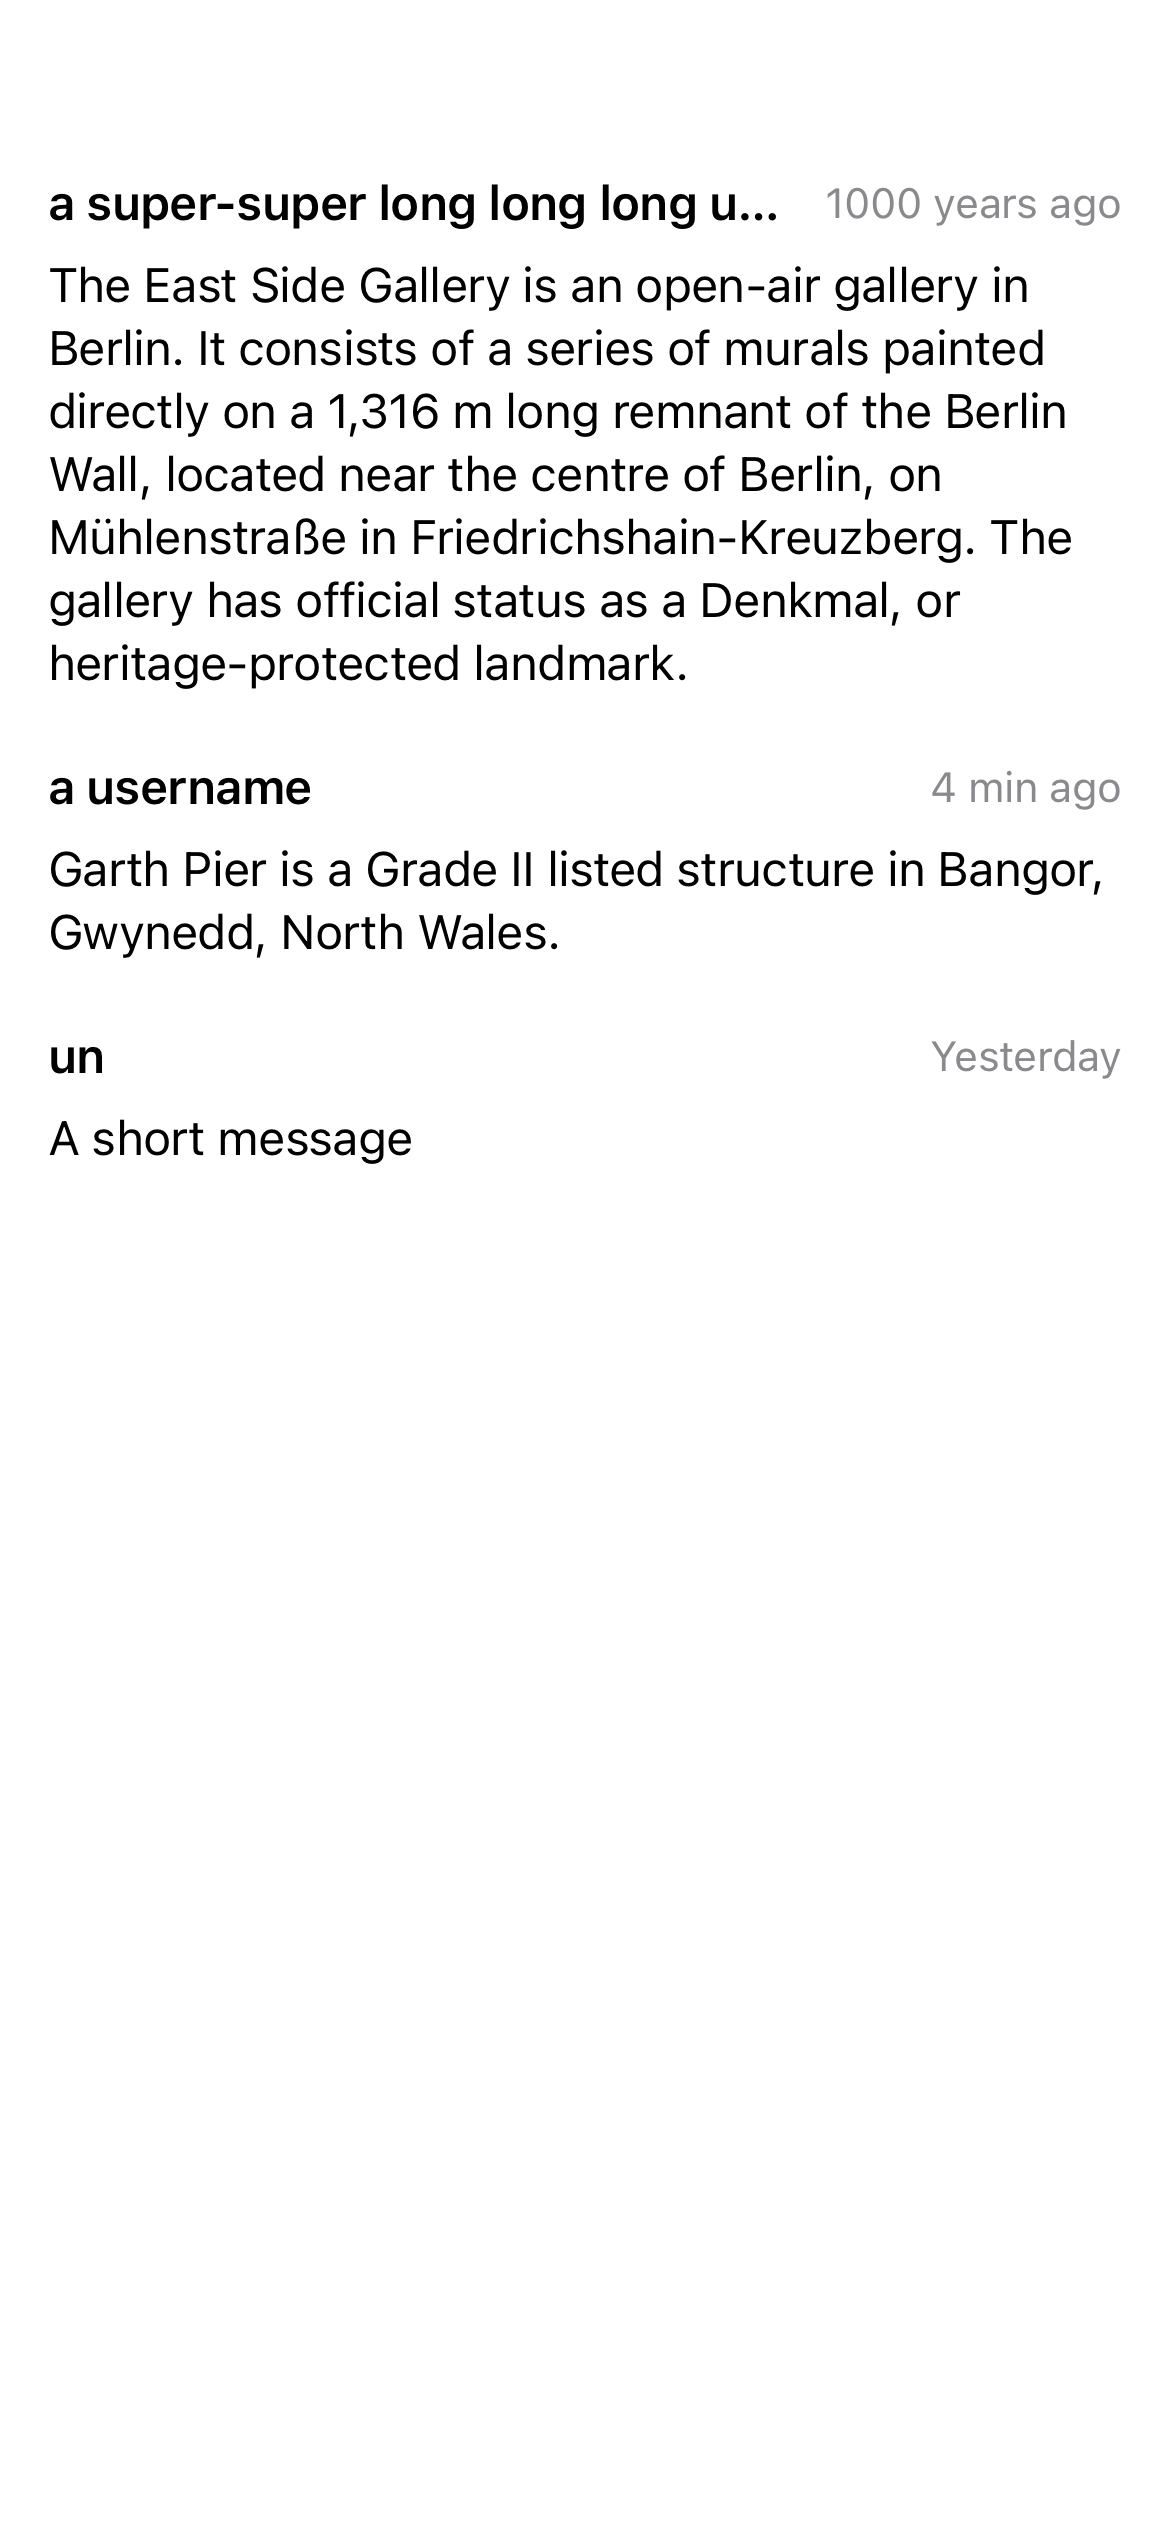 a super-super long long long u... 1000 years ago
The East Side Gallery is an open-air gallery in
Berlin. It consists of a series of murals painted
directly on a 1,316 m long remnant of the Berlin
Wall, located near the centre of Berlin, on
Mühlenstraße in Friedrichshain-Kreuzberg. The
gallery has official status as a Denkmal, or
heritage-protected landmark.
a username 4 min ago
Garth Pier is a Grade II listed structure in Bangor,
Gwynedd, North Wales.
un Yesterday
A short message